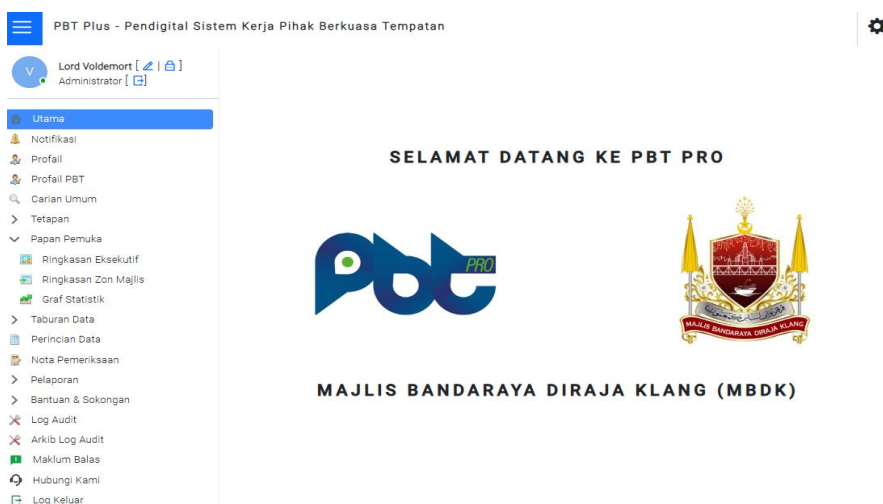 PBT Plus - Pendigital Sistem Kerja Pihak Berkuasa Tempatan
V
Lord Voldemort [ | ]
Administrator [ ]
Utama
Notifikasi
Profail
Profail PBT
Carian Umum
Tetapan
Papan Pemuka
Ringkasan Eksekutif
Ringkasan Zon Majlis
Graf Statistik
Taburan Data
Perincian Data
Nota Pemeriksaan
Pelaporan
Bantuan & Sokongan
Log Audit
Arkib Log Audit
Maklum Balas
Hubungi Kami
Log Keluar
SELAMAT DATANG KE PBT PRO
Pbt PRO
MAJLIS BANDARAYA DIRAJA KLANG
MAJLIS BANDARAYA DIRAJA KLANG (MBDK)